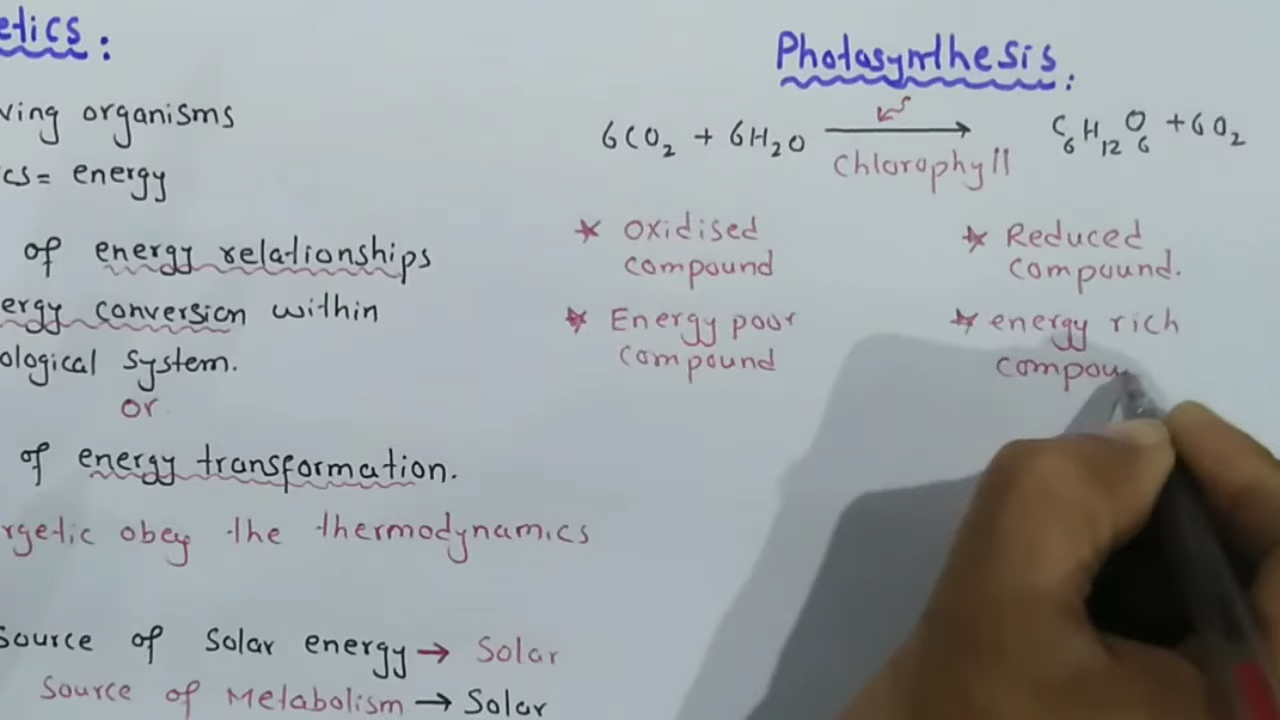 etics:
ving organisms
cs= energy
of energy relationships
ergy conversion within
ological system.
or
of energy transformation.
rgetic obey the thermodynamics
Source of Solar energy → Solar
Source of Metabolism → Solar
Photosynthesis:
6CO₂ + 6H₂O → C₆H₁₂O₆ + 6O₂
Chlorophyll
* oxidised
compound
* Energy poor
compound
* Reduced
compound.
* energy rich
compou